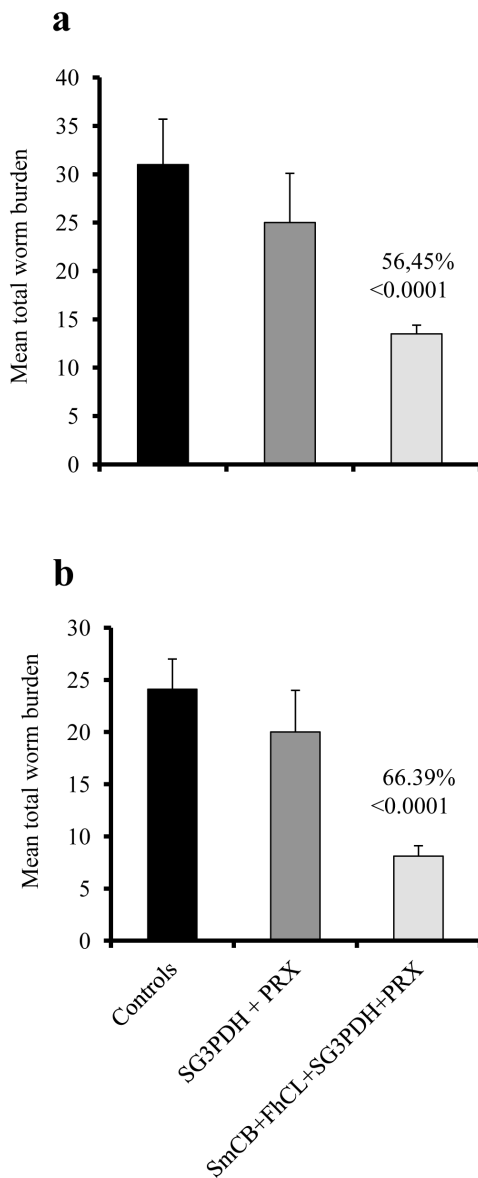 a
40
35
30
25
20
15
10
5
0
Mean total worm burden
56,45%
<0.0001
b
30
25
20
15
10
5
0
Mean total worm burden
66.39%
<0.0001
Controls
SG3PDH + PRX
SmCB+FhCL+SG3PDH+PRX